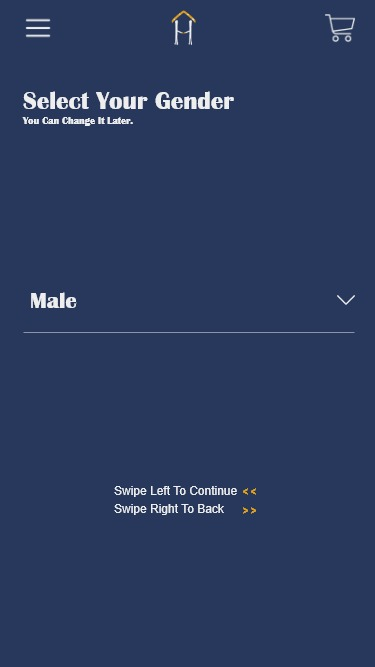 Select Your Gender
You Can Change It Later.
Male
Swipe Left To Continue <<
Swipe Right To Back >>